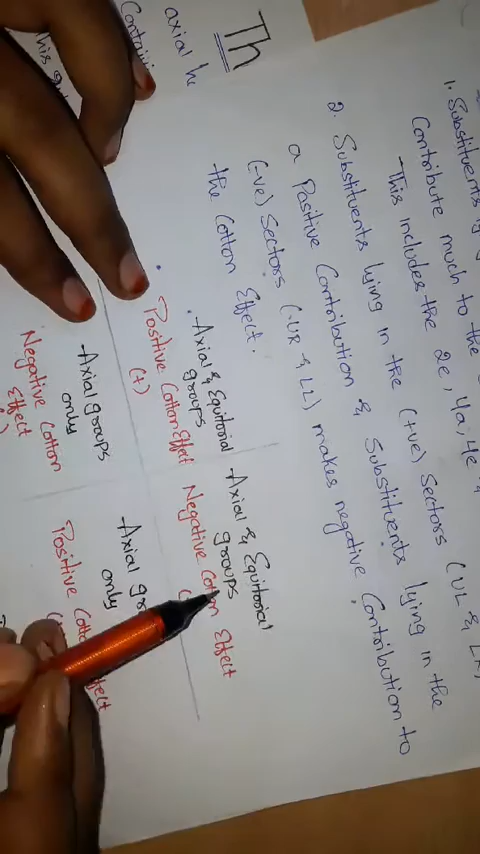 1. Substituents
Contribute much to the
- This includes the 2e, 4a, 4e &
2. Substituents lying in the (+ve) Sectors (UL & LR)
a Positive Contribution & Substituents lying in the
(-ve) Sectors (UR & LL) makes negative Contribution to
the Cotton Effect.
Axial & Equitorial
groups
Positive Cotton Effect
(+)
Axial & Equitorial
groups
Negative Cotton Effect
Axial groups
only
Negative Cotton
Effect
Axial
only
Positive
Th
axial